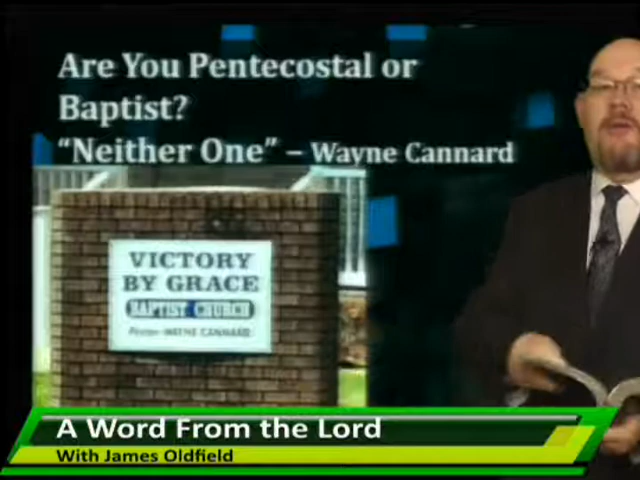 Are You Pentecostal or
Baptist?
“Neither One” – Wayne Cannard
VICTORY
BY GRACE
BAPTIST CHURCH
Pastor WAYNE CANNARD
A Word From the Lord
With James Oldfield